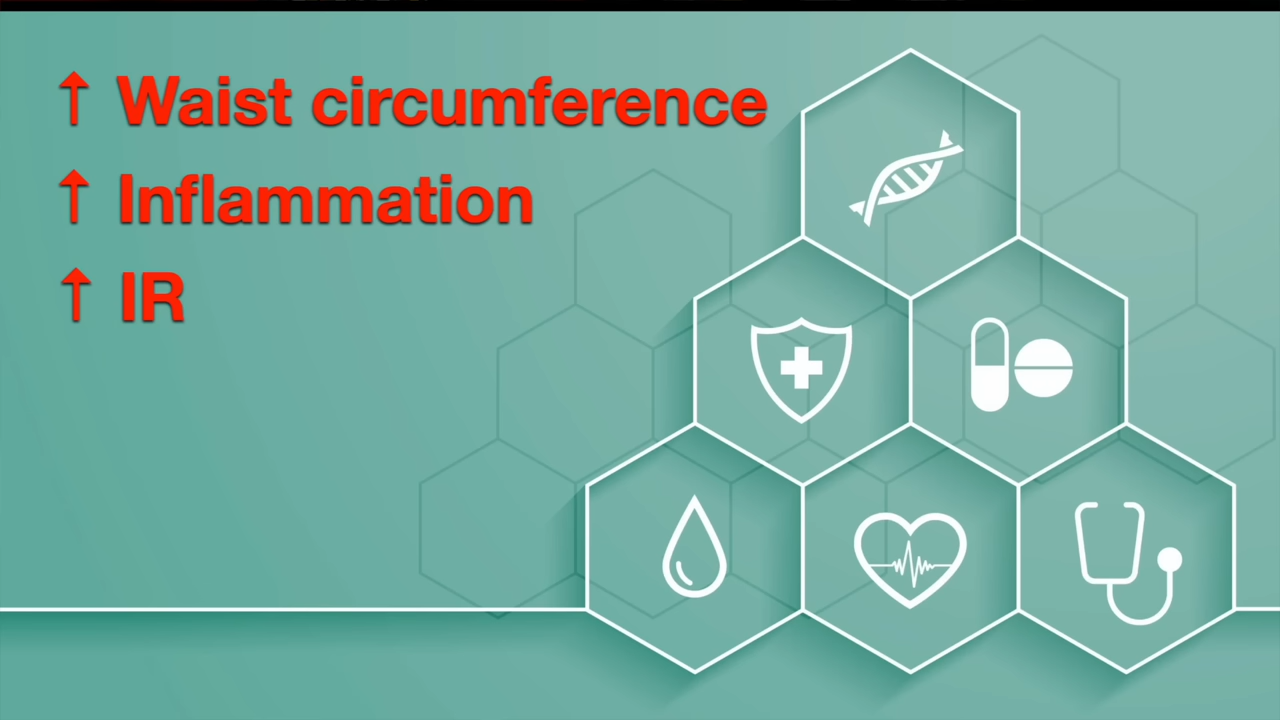 ↑ Waist circumference
↑ Inflammation
↑ IR